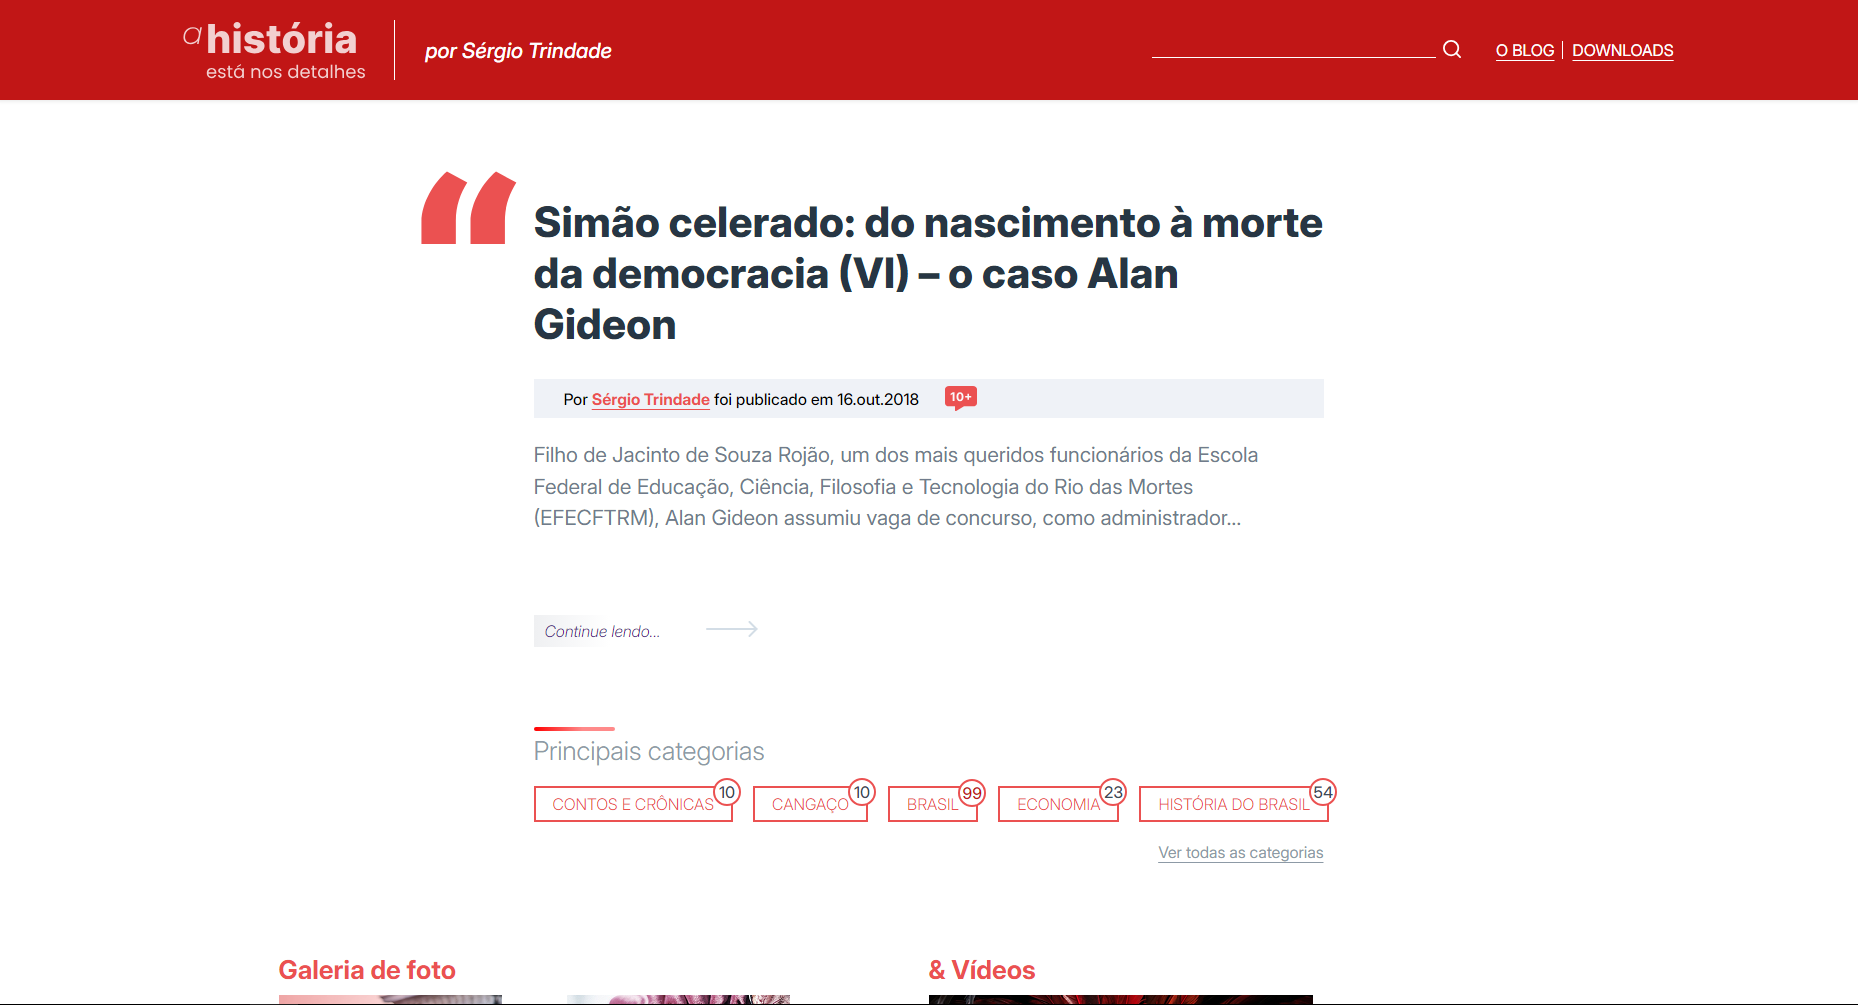 a história
está nos detalhes
por Sérgio Trindade
O BLOG
DOWNLOADS
“
Simão celerado: do nascimento à morte
da democracia (VI) – o caso Alan
Gideon
Por Sérgio Trindade foi publicado em 16.out.2018
10+
Filho de Jacinto de Souza Rojão, um dos mais queridos funcionários da Escola
Federal de Educação, Ciência, Filosofia e Tecnologia do Rio das Mortes
(EFECFTRM), Alan Gideon assumiu vaga de concurso, como administrador...
Continue lendo...
Principais categorias
CONTOS E CRÔNICAS 10
CANGAÇO 10
BRASIL 99
ECONOMIA 23
HISTÓRIA DO BRASIL 54
Ver todas as categorias
Galeria de foto
& Vídeos